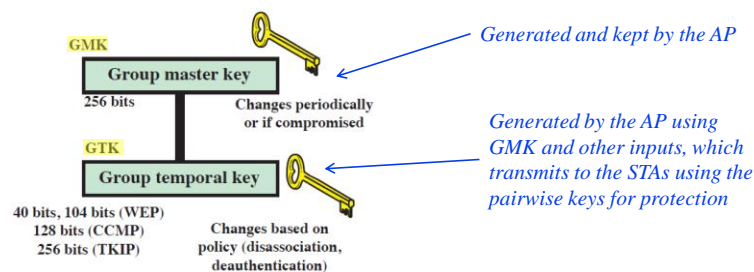 GMK
Generated and kept by the AP
Group master key
256 bits
Changes periodically
or if compromised
Generated by the AP using
GMK and other inputs, which
transmits to the STAs using the
pairwise keys for protection
GTK
Group temporal key
40 bits, 104 bits (WEP)
128 bits (CCMP)
256 bits (TKIP)
Changes based on
policy (disassociation,
deauthentication)